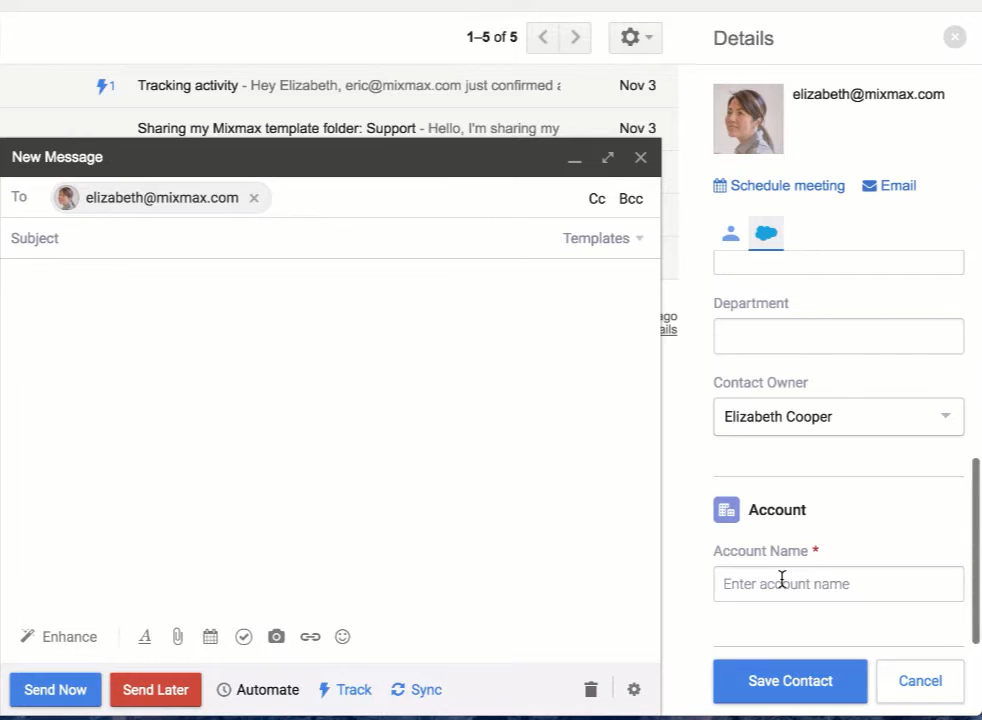 1–5 of 5
Details
1
Tracking activity - Hey Elizabeth, eric@mixmax.com just confirmed
Nov 3
elizabeth@mixmax.com
Sharing my Mixmax template folder: Support - Hello, I'm sharing my
Nov 3
New Message
Schedule meeting
Email
To
elizabeth@mixmax.com
Cc
Bcc
Subject
Templates
Department
ago
Contact Owner
Elizabeth Cooper
Account
Account Name *
Enter account name
Enhance
Send Now
Send Later
Automate
Track
Sync
Save Contact
Cancel